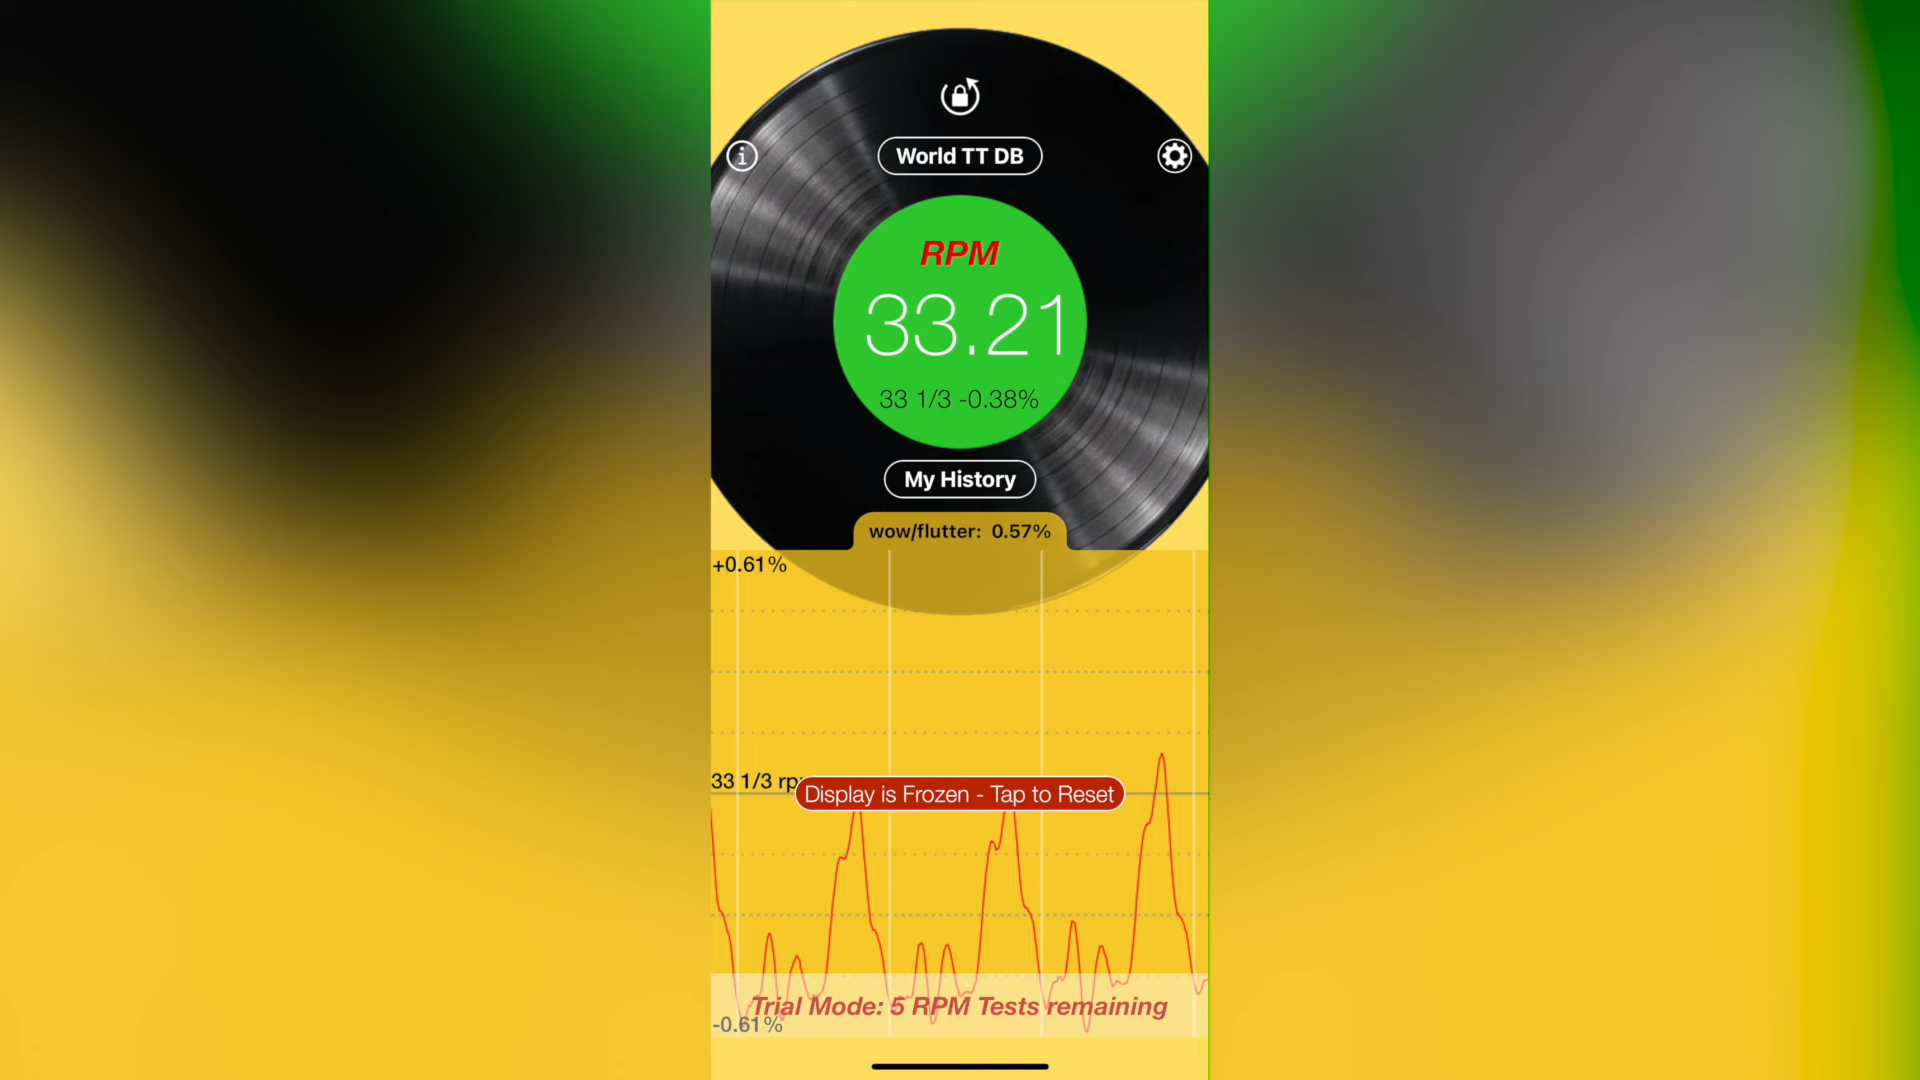 World TT DB
RPM
33.21
33 1/3 -0.38%
My History
wow/flutter: 0.57%
+0.61%
33 1/3 rp
Display is Frozen - Tap to Reset
Trial Mode: 5 RPM Tests remaining
-0.61%